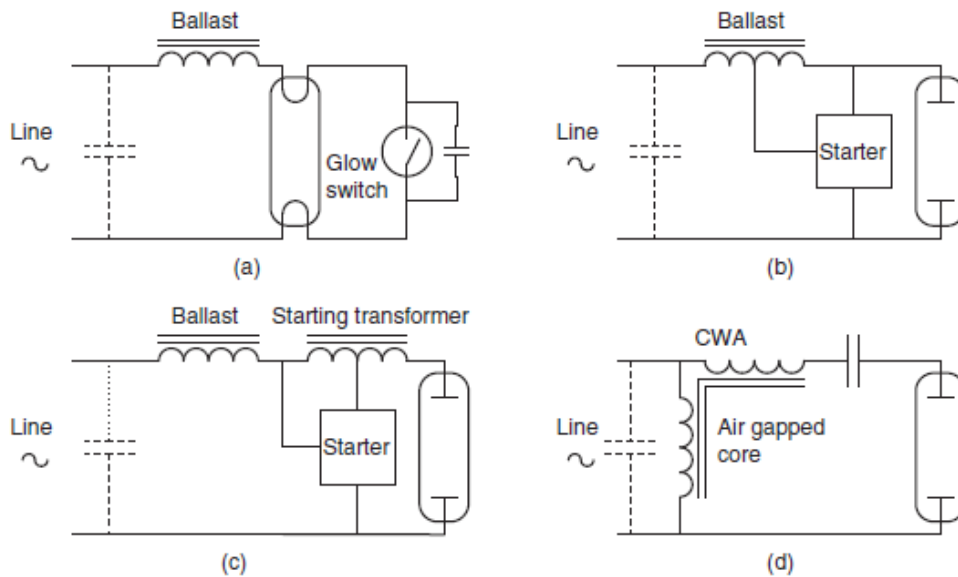 Ballast
Line
Glow
switch
(a)
Ballast
Line
Starter
(b)
Ballast
Starting transformer
Line
Starter
(c)
CWA
Line
Air gapped
core
(d)